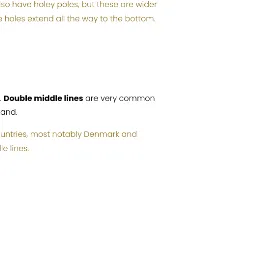 so have holey poles, but these are wider
holes extend all the way to the bottom.
. Double middle lines are very common
and.
untries, most notably Denmark and
le lines.